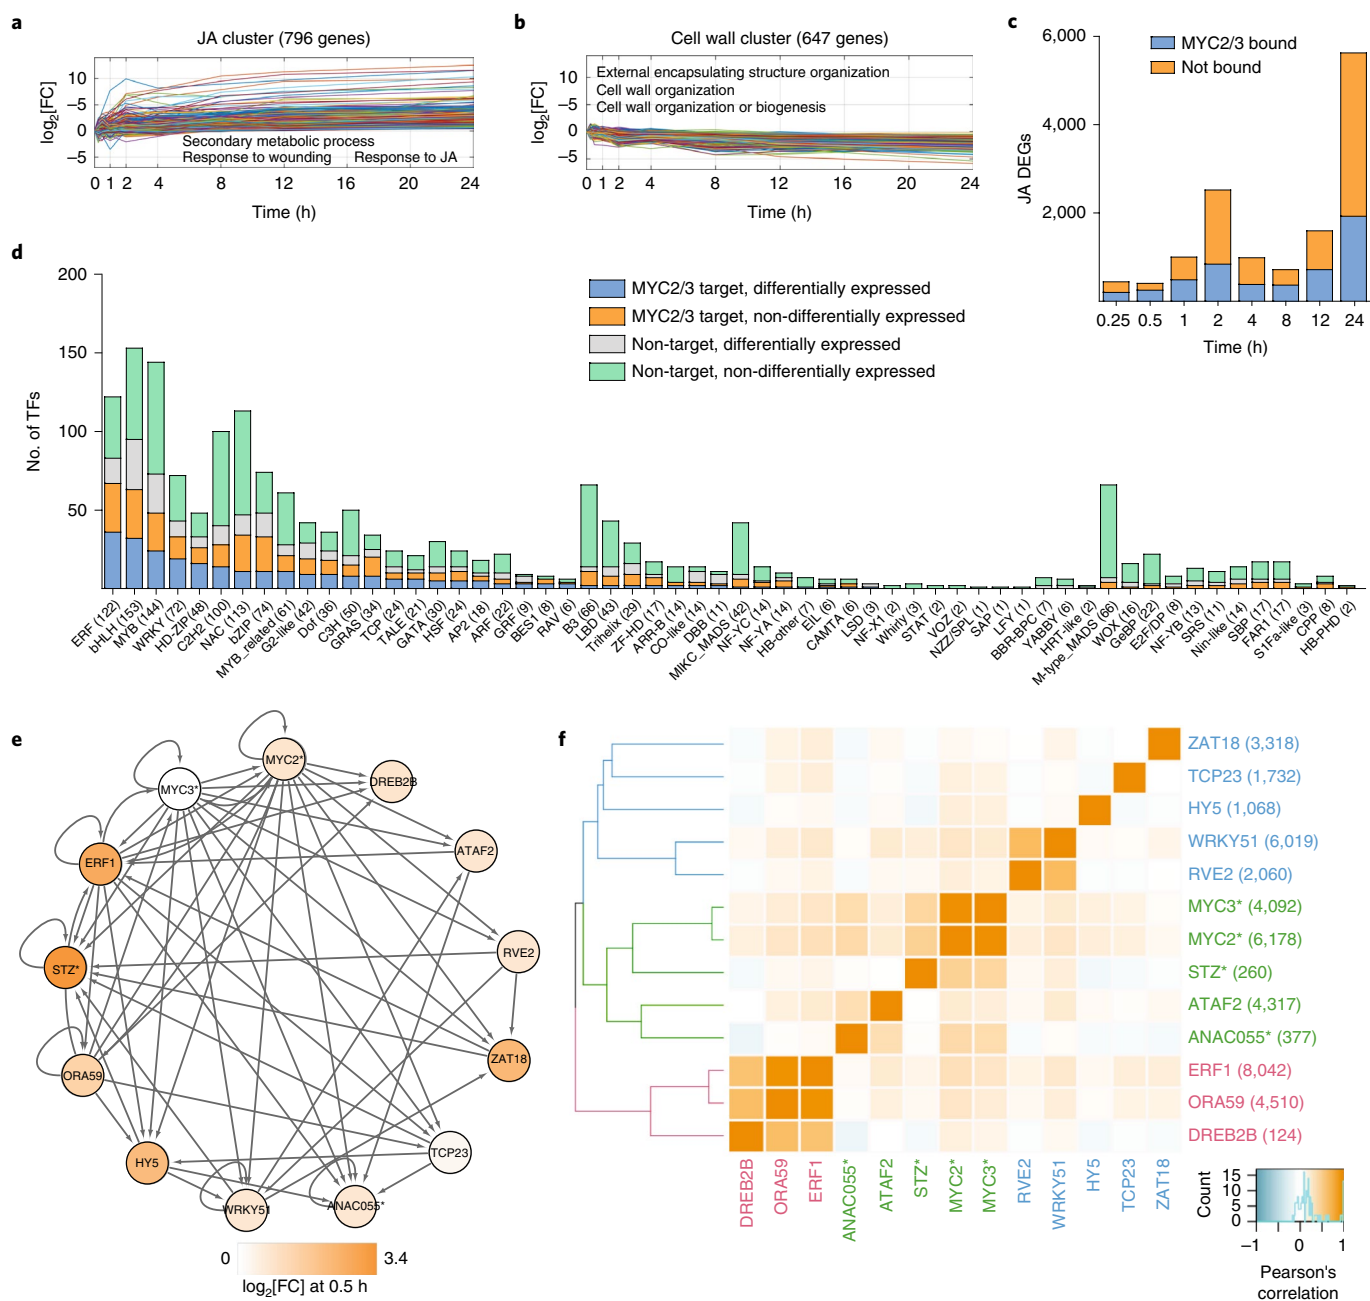 a
JA cluster (796 genes)
log2[FC]
10
−5
0
−5
Secondary metabolic process
Response to wounding Response to JA
0 1 2 4 8 12 16 20 24
Time (h)
b
Cell wall cluster (647 genes)
log2[FC]
10
−5
0
−5
External encapsulating structure organization
Cell wall organization
Cell wall organization or biogenesis
0 1 2 4 8 12 16 20 24
Time (h)
c
JA DEGs
6,000
4,000
2,000
MYC2/3 bound
Not bound
0.25 0.5 1 2 4 8 12 24
Time (h)
d
No. of TFs
200
150
100
50
MYC2/3 target, differentially expressed
MYC2/3 target, non-differentially expressed
Non-target, differentially expressed
Non-target, non-differentially expressed
ERF (122)
bHLH (153)
MYB (144)
WRKY (72)
HD-ZIP(48)
C2H2 (100)
NAC (113)
bZIP (74)
MYB_related (61)
G2-like (42)
Dof (36)
C3H (50)
GRAS (34)
TCP (24)
TALE (21)
GATA (30)
HSF (24)
AP2 (18)
ARF (22)
GRF (9)
BES1 (8)
RAV (6)
B3 (66)
LBD (43)
Trihelix (29)
ZF-HD (17)
ARR-B (14)
CO-like (14)
DBB (11)
MIKC_MADS (42)
NF-YC (14)
NF-YA (14)
HB-other (7)
EIL (6)
CAMTA (6)
LSD (3)
NF-X1 (2)
Whirly (3)
STAT (2)
VOZ (2)
NZZ/SPL (1)
SAP (1)
LFY (1)
BBR-BPC (7)
YABBY (6)
HRT-like (2)
M-type_MADS (66)
WOX (16)
GeBP (22)
E2F/DP (8)
NF-YB (13)
SRS (11)
Nin-like (14)
SBP (17)
FAR1 (17)
S1Fa-like (3)
CPP (8)
HB-PHD (2)
e
MYC2*
MYC3*
DREB2B
ERF1
ATAF2
STZ*
RVE2
ORA59
ZAT18
HY5
TCP23
WRKY51
ANAC055*
0 3.4
log2[FC] at 0.5 h
f
ZAT18 (3,318)
TCP23 (1,732)
HY5 (1,068)
WRKY51 (6,019)
RVE2 (2,060)
MYC3* (4,092)
MYC2* (6,178)
STZ* (260)
ATAF2 (4,317)
ANAC055* (377)
ERF1 (8,042)
ORA59 (4,510)
DREB2B (124)
DREB2B
ORA59
ERF1
ANAC055*
ATAF2
STZ*
MYC2*
MYC3*
RVE2
WRKY51
HY5
TCP23
ZAT18
Count
15
10
5
0
−1 0 1
Pearson's
correlation